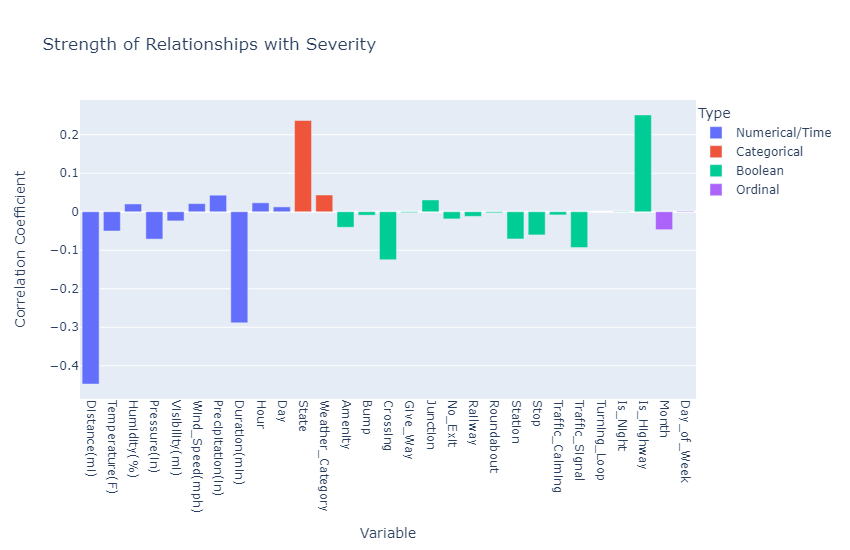 Strength of Relationships with Severity
Type
Numerical/Time
Categorical
Boolean
Ordinal
Correlation Coefficient
0.2
0.1
0
−0.1
−0.2
−0.3
−0.4
Distance(mi)
Temperature(F)
Humidity(%)
Pressure(in)
Visibility(mi)
Wind_Speed(mph)
Precipitation(in)
Duration(min)
Hour
Day
State
Weather_Category
Amenity
Bump
Crossing
Give_Way
Junction
No_Exit
Railway
Roundabout
Station
Stop
Traffic_Calming
Traffic_Signal
Turning_Loop
Is_Night
Is_Highway
Month
Day_of_Week
Variable